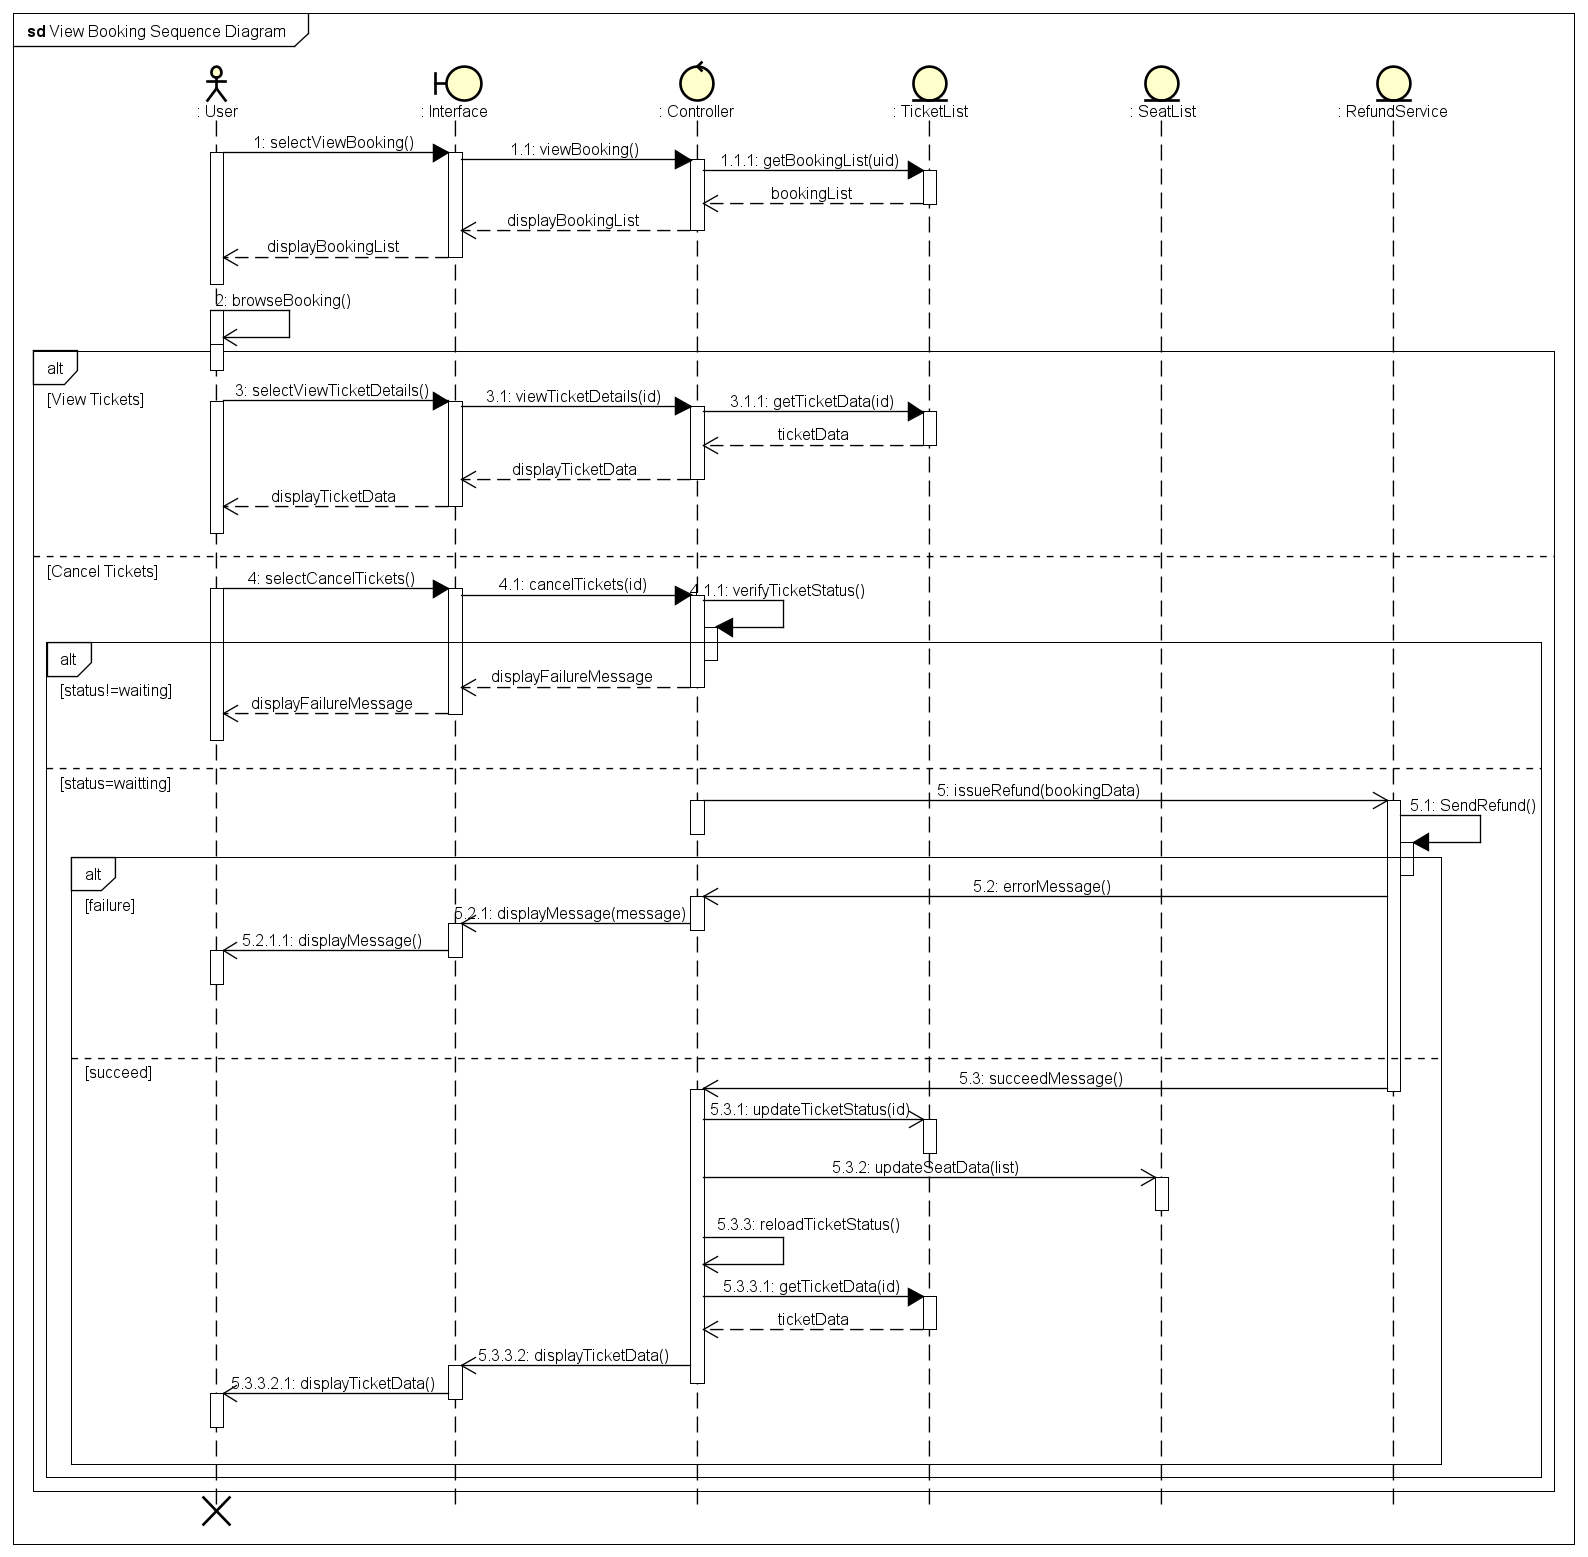 sd View Booking Sequence Diagram
: User
: Interface
: Controller
: TicketList
: SeatList
: RefundService
1: selectViewBooking()
1.1: viewBooking()
1.1.1: getBookingList(uid)
bookingList
displayBookingList
displayBookingList
2: browseBooking()
alt
[View Tickets]
3: selectViewTicketDetails()
3.1: viewTicketDetails(id)
3.1.1: getTicketData(id)
ticketData
displayTicketData
displayTicketData
[Cancel Tickets]
4: selectCancelTickets()
4.1: cancelTickets(id)
4.1.1: verifyTicketStatus()
alt
[status!=waiting]
displayFailureMessage
displayFailureMessage
[status=waitting]
5: issueRefund(bookingData)
5.1: SendRefund()
alt
[failure]
5.2: errorMessage()
5.2.1: displayMessage(message)
5.2.1.1: displayMessage()
[succeed]
5.3: succeedMessage()
5.3.1: updateTicketStatus(id)
5.3.2: updateSeatData(list)
5.3.3: reloadTicketStatus()
5.3.3.1: getTicketData(id)
ticketData
5.3.3.2: displayTicketData()
5.3.3.2.1: displayTicketData()